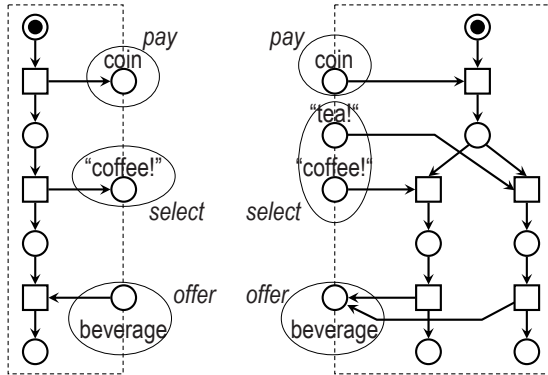 pay
coin
“coffee!”
select
offer
beverage
pay
coin
“tea!“
“coffee!“
select
offer
beverage